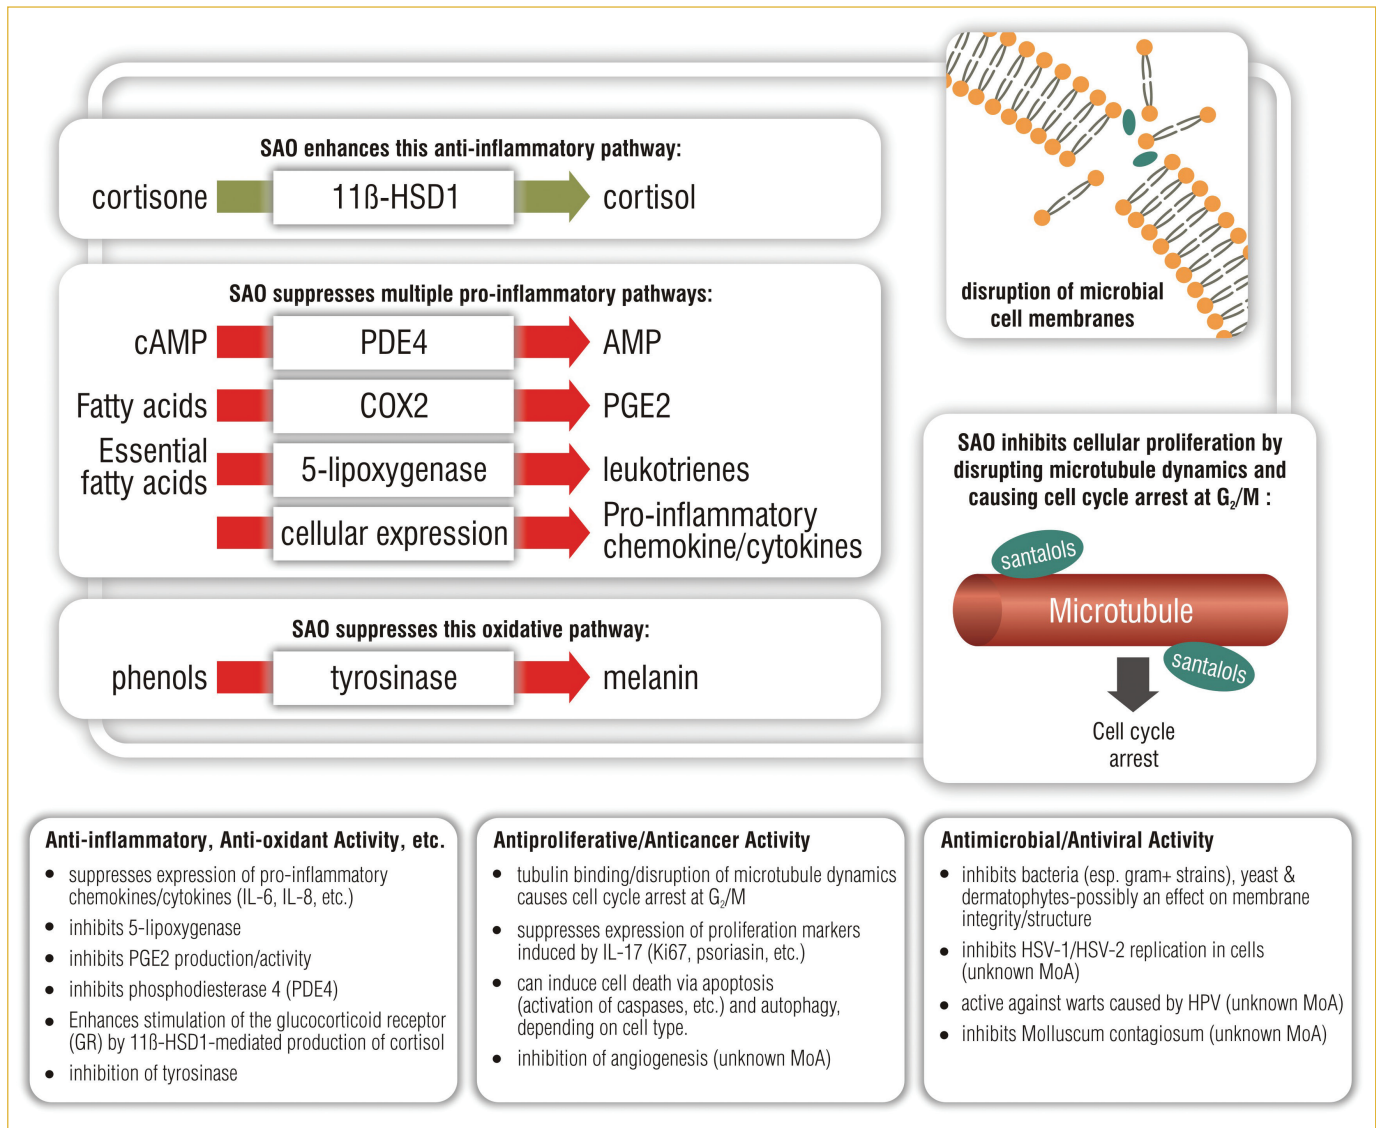 SAO enhances this anti-inflammatory pathway:
cortisone
11ß-HSD1
cortisol
SAO suppresses multiple pro-inflammatory pathways:
cAMP
PDE4
AMP
Fatty acids
COX2
PGE2
Essential
fatty acids
5-lipoxygenase
leukotrienes
cellular expression
Pro-inflammatory
chemokine/cytokines
SAO suppresses this oxidative pathway:
phenols
tyrosinase
melanin
disruption of microbial
cell membranes
SAO inhibits cellular proliferation by
disrupting microtubule dynamics and
causing cell cycle arrest at G₂/M :
santalols
Microtubule
santalols
Cell cycle
arrest
Anti-inflammatory, Anti-oxidant Activity, etc.
• suppresses expression of pro-inflammatory
chemokines/cytokines (IL-6, IL-8, etc.)
• inhibits 5-lipoxygenase
• inhibits PGE2 production/activity
• inhibits phosphodiesterase 4 (PDE4)
• Enhances stimulation of the glucocorticoid receptor
(GR) by 11ß-HSD1-mediated production of cortisol
• inhibition of tyrosinase
Antiproliferative/Anticancer Activity
• tubulin binding/disruption of microtubule dynamics
causes cell cycle arrest at G₂/M
• suppresses expression of proliferation markers
induced by IL-17 (Ki67, psoriasin, etc.)
• can induce cell death via apoptosis
(activation of caspases, etc.) and autophagy,
depending on cell type.
• inhibition of angiogenesis (unknown MoA)
Antimicrobial/Antiviral Activity
• inhibits bacteria (esp. gram+ strains), yeast &
dermatophytes-possibly an effect on membrane
integrity/structure
• inhibits HSV-1/HSV-2 replication in cells
(unknown MoA)
• active against warts caused by HPV (unknown MoA)
• inhibits Molluscum contagiosum (unknown MoA)